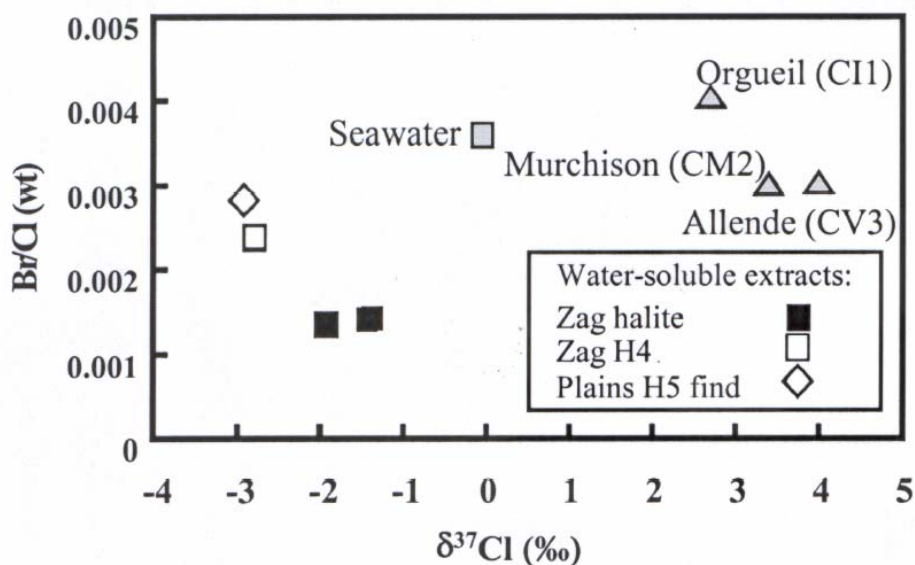 0.005
0.004
0.003
0.002
0.001
0
Br/Cl (wt)
Orgueil (CI1)
Seawater
Murchison (CM2)
Allende (CV3)
Water-soluble extracts:
Zag halite
Zag H4
Plains H5 find
-4 -3 -2 -1 0 1 2 3 4 5
δ³⁷Cl (‰)